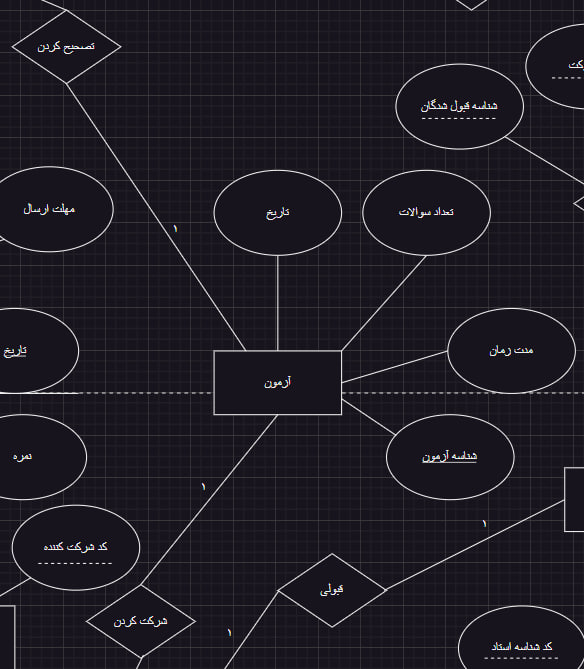 تصحیح کردن
شناسه قبول شدگان
مهلت ارسال
تاریخ
تعداد سوالات
۱
تاریخ
مدت زمان
آزمون
نمره
شناسه آزمون
۱
۱
کد شرکت کننده
قبولی
شرکت کردن
۱
کد شناسه استاد